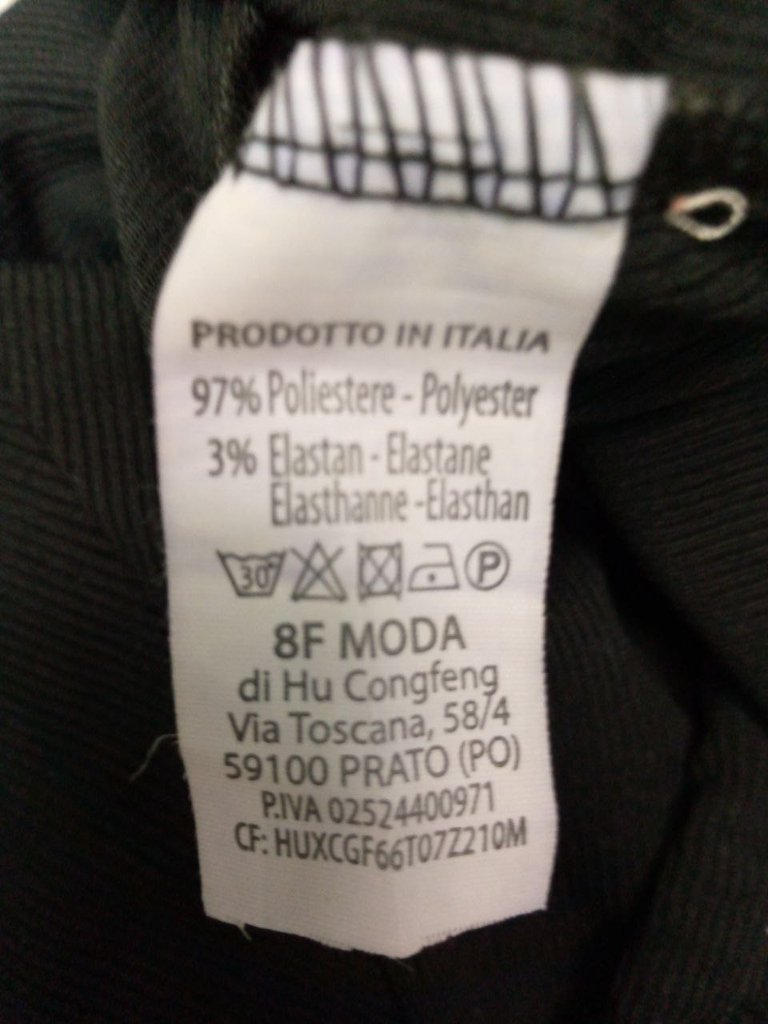 PRODOTTO IN ITALIA
97% Poliestere - Polyester
3% Elastan - Elastane
Elasthanne -Elasthan
30° P
8F MODA
di Hu Congfeng
Via Toscana, 58/4
59100 PRATO (PO)
P.IVA 02524400971
CF: HUXCGF66T07Z210M